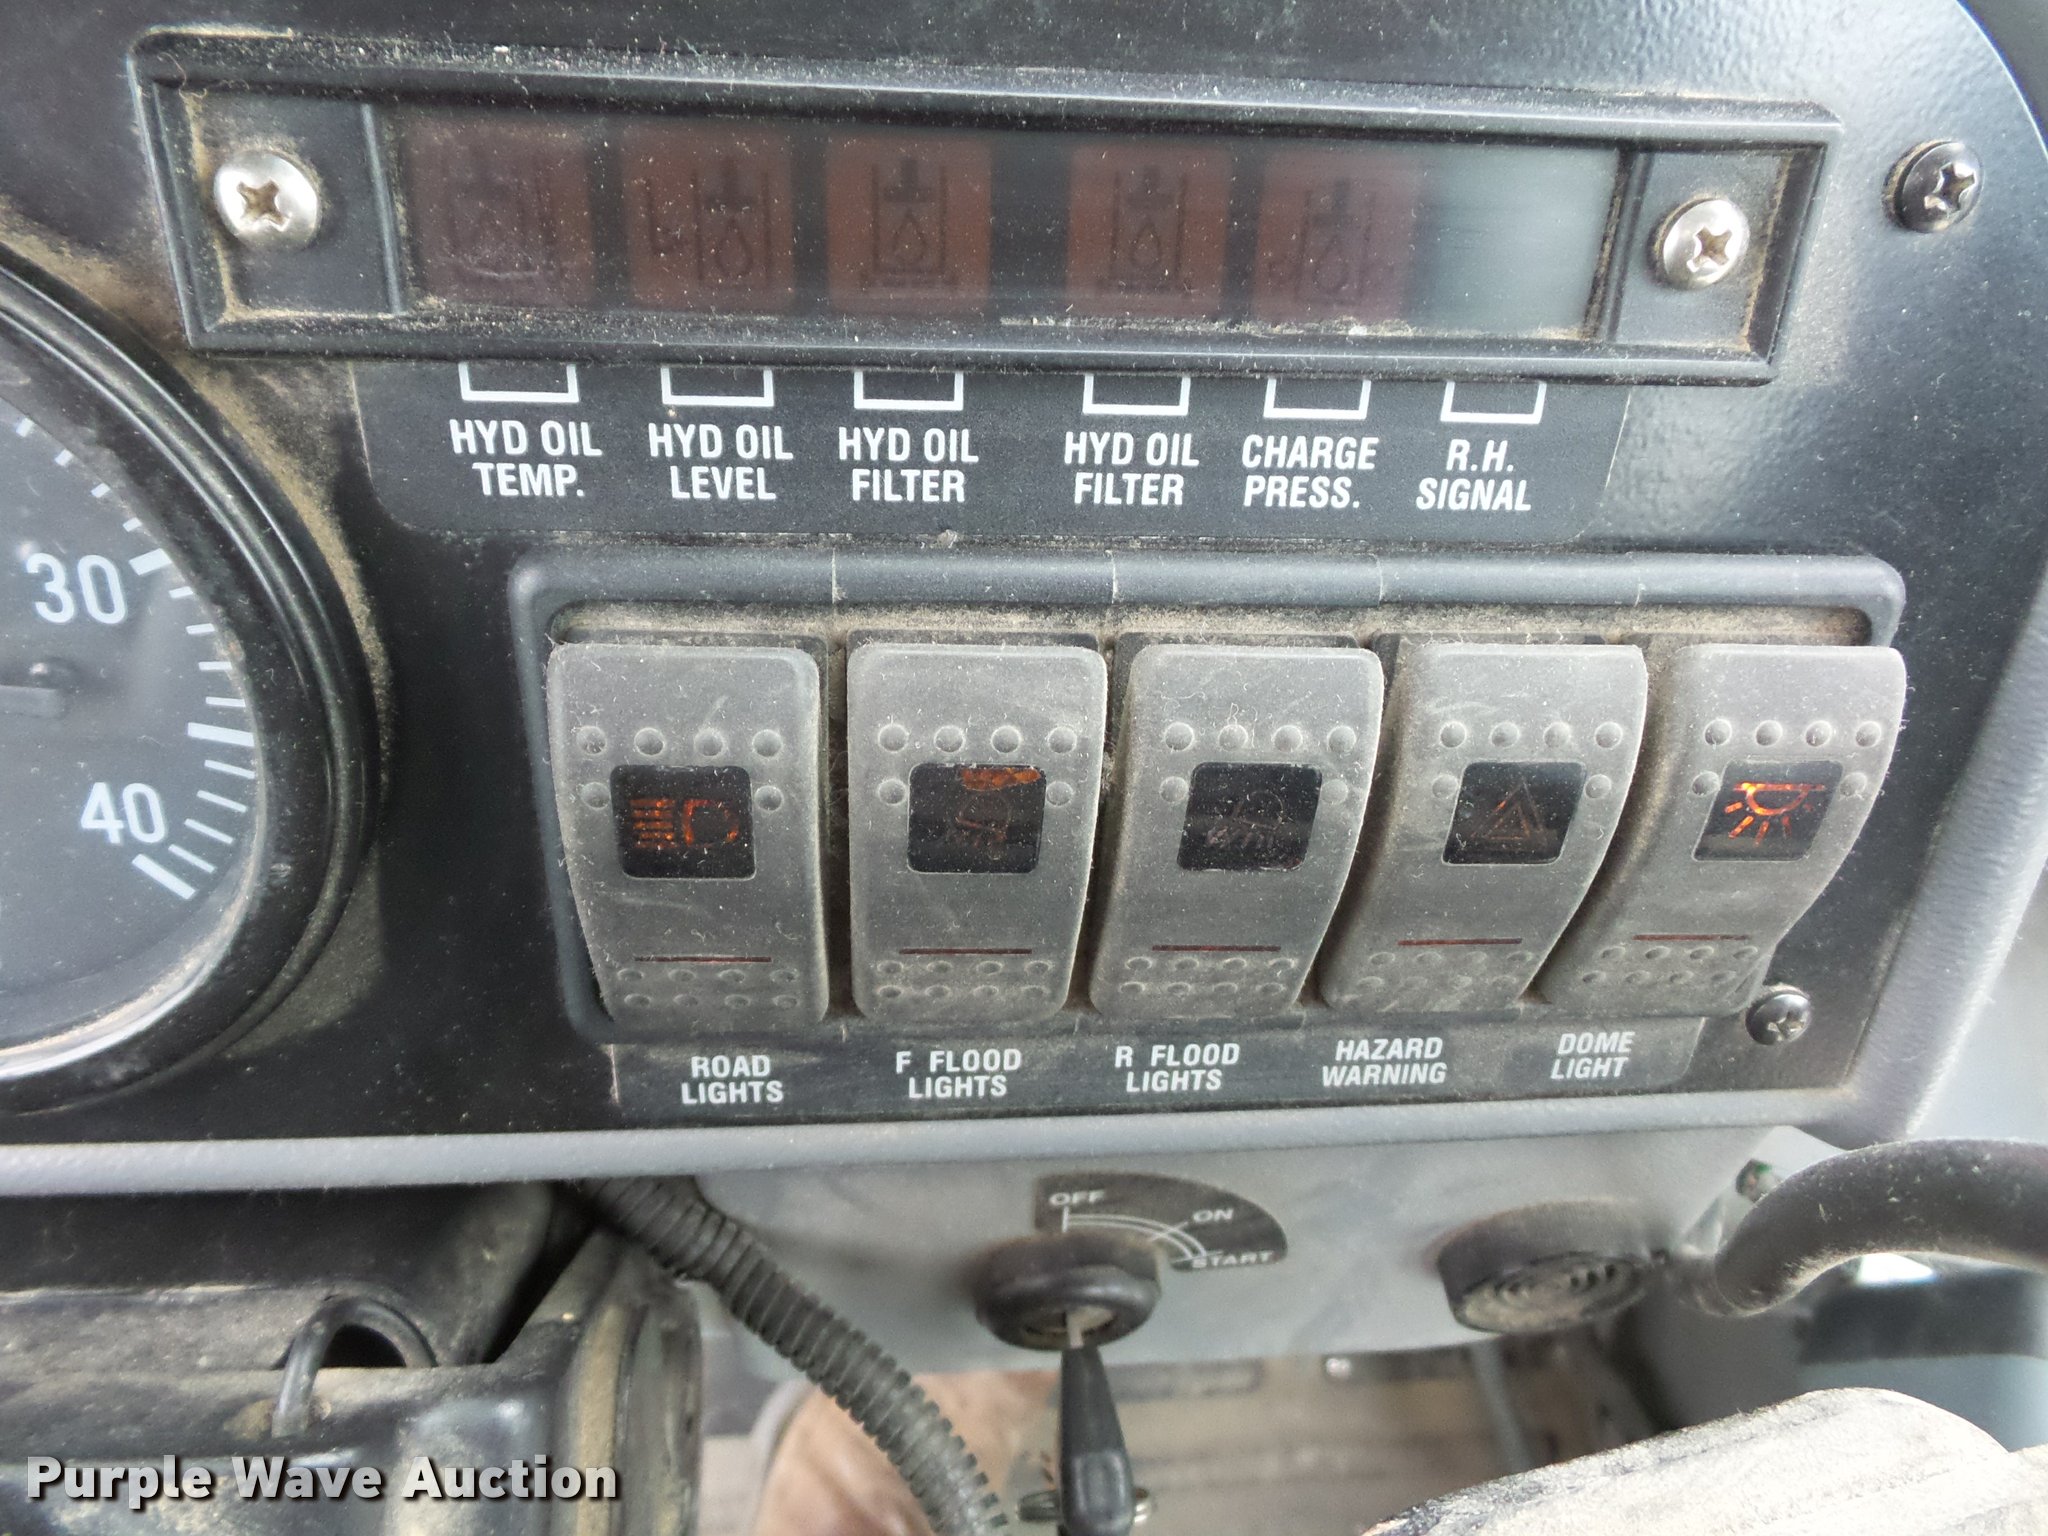 HYD OIL
TEMP.
HYD OIL
LEVEL
HYD OIL
FILTER
HYD OIL
FILTER
CHARGE
PRESS.
R.H.
SIGNAL
30
40
ROAD
LIGHTS
F FLOOD
LIGHTS
R FLOOD
LIGHTS
HAZARD
WARNING
DOME
LIGHT
OFF
ON
START
Purple Wave Auction